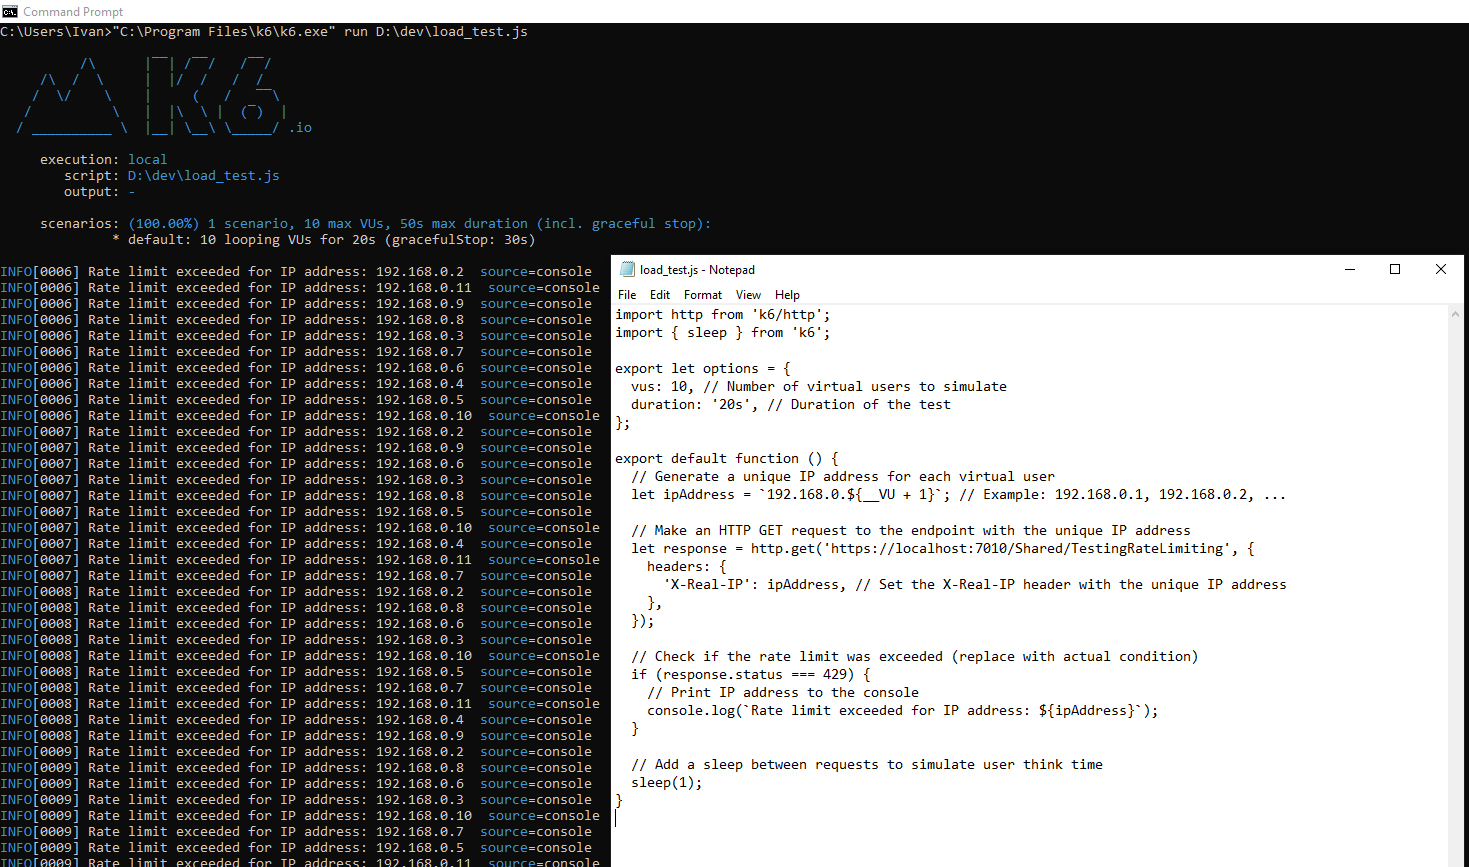 Command Prompt
C:\Users\Ivan>"C:\Program Files\k6\k6.exe" run D:\dev\load_test.js
K6 .io
execution: local
script: D:\dev\load_test.js
output: -
scenarios: (100.00%) 1 scenario, 10 max VUs, 50s max duration (incl. graceful stop):
* default: 10 looping VUs for 20s (gracefulStop: 30s)
INFO[0006] Rate limit exceeded for IP address: 192.168.0.2 source=console
INFO[0006] Rate limit exceeded for IP address: 192.168.0.11 source=console
INFO[0006] Rate limit exceeded for IP address: 192.168.0.9 source=console
INFO[0006] Rate limit exceeded for IP address: 192.168.0.8 source=console
INFO[0006] Rate limit exceeded for IP address: 192.168.0.3 source=console
INFO[0006] Rate limit exceeded for IP address: 192.168.0.7 source=console
INFO[0006] Rate limit exceeded for IP address: 192.168.0.6 source=console
INFO[0006] Rate limit exceeded for IP address: 192.168.0.4 source=console
INFO[0006] Rate limit exceeded for IP address: 192.168.0.5 source=console
INFO[0006] Rate limit exceeded for IP address: 192.168.0.10 source=console
INFO[0007] Rate limit exceeded for IP address: 192.168.0.2 source=console
INFO[0007] Rate limit exceeded for IP address: 192.168.0.9 source=console
INFO[0007] Rate limit exceeded for IP address: 192.168.0.6 source=console
INFO[0007] Rate limit exceeded for IP address: 192.168.0.3 source=console
INFO[0007] Rate limit exceeded for IP address: 192.168.0.8 source=console
INFO[0007] Rate limit exceeded for IP address: 192.168.0.5 source=console
INFO[0007] Rate limit exceeded for IP address: 192.168.0.10 source=console
INFO[0007] Rate limit exceeded for IP address: 192.168.0.4 source=console
INFO[0007] Rate limit exceeded for IP address: 192.168.0.11 source=console
INFO[0007] Rate limit exceeded for IP address: 192.168.0.7 source=console
INFO[0008] Rate limit exceeded for IP address: 192.168.0.2 source=console
INFO[0008] Rate limit exceeded for IP address: 192.168.0.8 source=console
INFO[0008] Rate limit exceeded for IP address: 192.168.0.6 source=console
INFO[0008] Rate limit exceeded for IP address: 192.168.0.3 source=console
INFO[0008] Rate limit exceeded for IP address: 192.168.0.10 source=console
INFO[0008] Rate limit exceeded for IP address: 192.168.0.5 source=console
INFO[0008] Rate limit exceeded for IP address: 192.168.0.7 source=console
INFO[0008] Rate limit exceeded for IP address: 192.168.0.11 source=console
INFO[0008] Rate limit exceeded for IP address: 192.168.0.4 source=console
INFO[0008] Rate limit exceeded for IP address: 192.168.0.9 source=console
INFO[0009] Rate limit exceeded for IP address: 192.168.0.2 source=console
INFO[0009] Rate limit exceeded for IP address: 192.168.0.8 source=console
INFO[0009] Rate limit exceeded for IP address: 192.168.0.6 source=console
INFO[0009] Rate limit exceeded for IP address: 192.168.0.3 source=console
INFO[0009] Rate limit exceeded for IP address: 192.168.0.10 source=console
INFO[0009] Rate limit exceeded for IP address: 192.168.0.7 source=console
INFO[0009] Rate limit exceeded for IP address: 192.168.0.5 source=console
INFO[0009] Rate limit exceeded for IP address: 192.168.0.11 source=console
load_test.js - Notepad
File Edit Format View Help
import http from 'k6/http';
import { sleep } from 'k6';
export let options = {
vus: 10, // Number of virtual users to simulate
duration: '20s', // Duration of the test
};
export default function () {
// Generate a unique IP address for each virtual user
let ipAddress = `192.168.0.${__VU + 1}`; // Example: 192.168.0.1, 192.168.0.2, ...
// Make an HTTP GET request to the endpoint with the unique IP address
let response = http.get('https://localhost:7010/Shared/TestingRateLimiting', {
headers: {
'X-Real-IP': ipAddress, // Set the X-Real-IP header with the unique IP address
},
});
// Check if the rate limit was exceeded (replace with actual condition)
if (response.status === 429) {
// Print IP address to the console
console.log(`Rate limit exceeded for IP address: ${ipAddress}`);
}
// Add a sleep between requests to simulate user think time
sleep(1);
}